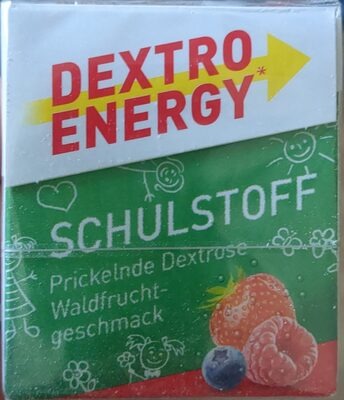 DEXTRO
ENERGY*
SCHULSTOFF
Prickelnde Dextrose
Waldfrucht-
geschmack